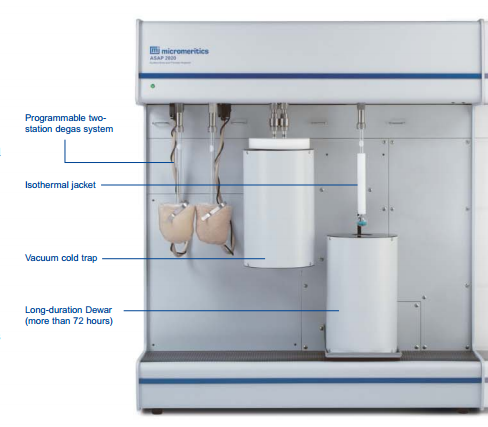 micromeritics
ASAP 2020
Programmable two-
station degas system
Isothermal jacket
Vacuum cold trap
Long-duration Dewar
(more than 72 hours)